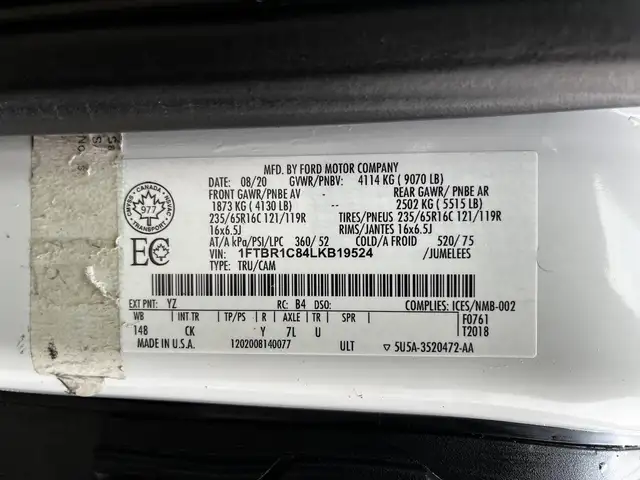 MFD. BY FORD MOTOR COMPANY
DATE: 08/20 GVWR/PNBV: 4114 KG ( 9070 LB)
FRONT GAWR/PNBE AV REAR GAWR/ PNBE AR
1873 KG ( 4130 LB) -- 2502 KG ( 5515 LB)
235/65R16C 121/119R TIRES/PNEUS 235/65R16C 121/119R
16x6.5J RIMS/JANTES 16x6.5J
AT/A kPa/PSI/LPC 360/ 52 COLD/A FROID 520/ 75
VIN: 1FTBR1C84LKB19524 /JUMELEES
TYPE: TRU/CAM
CANADA
977
TRANSPORT
EC
EXT PNT: YZ RC: B4 DSO: COMPLIES: ICES/NMB-002
WB INT TR TP/PS R AXLE TR SPR F0761
148 CK Y 7L U T2018
MADE IN U.S.A. 1202008140077 ULT ▽ 5U5A-3520472-AA